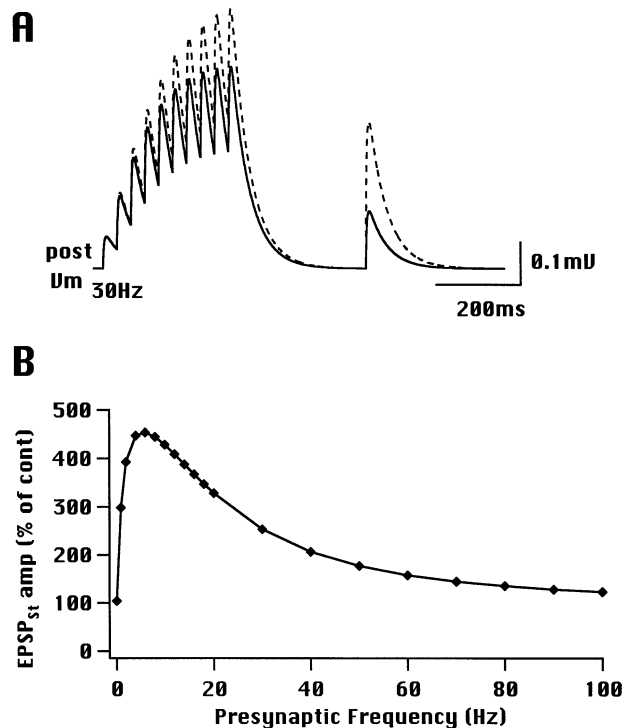 A
post
Vm
30Hz
0.1mV
200ms
B
500
400
300
200
100
0
EPSPSt amp (% of cont)
0 20 40 60 80 100
Presynaptic Frequency (Hz)